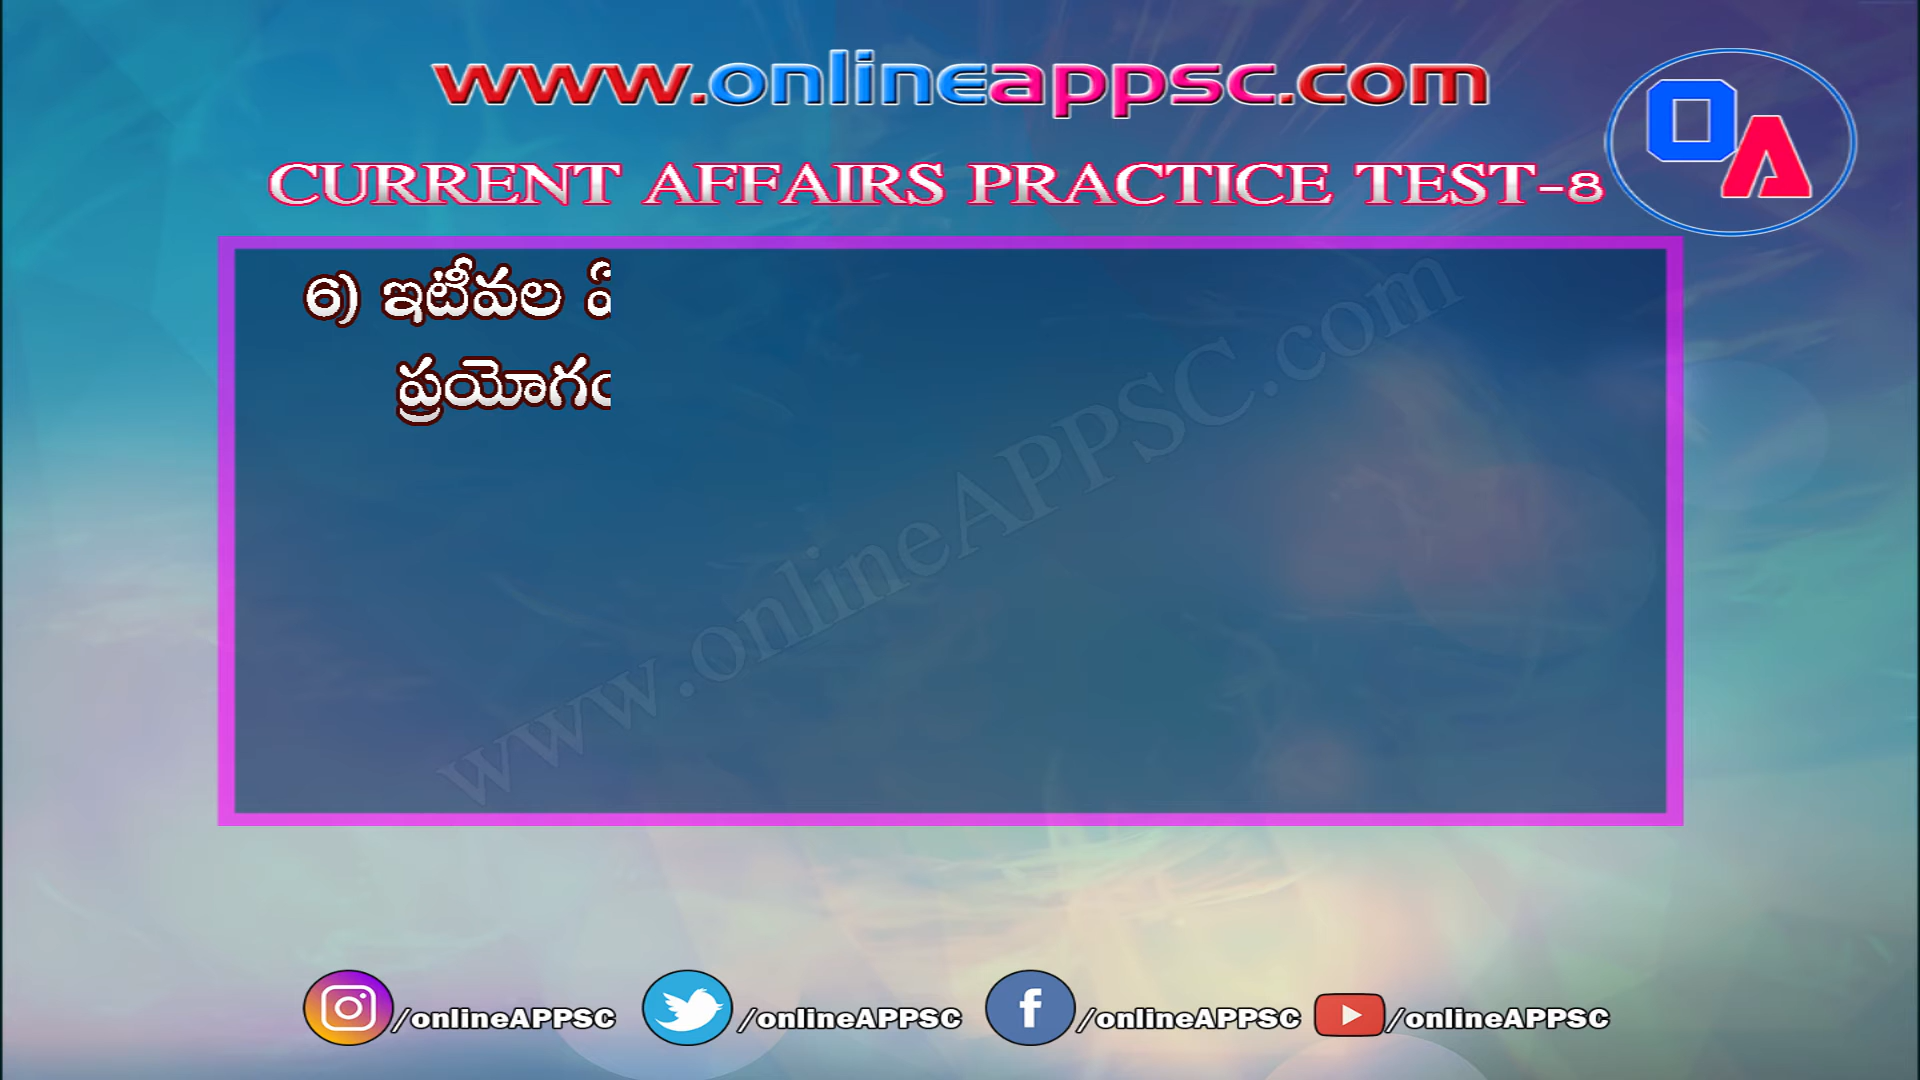 www.onlineappsc.com
OA
CURRENT AFFAIRS PRACTICE TEST-8
6) ఇటీవల
ప్రయోగం
www.onlineAPPSC.com
/onlineAPPSC /onlineAPPSC /onlineAPPSC /onlineAPPSC